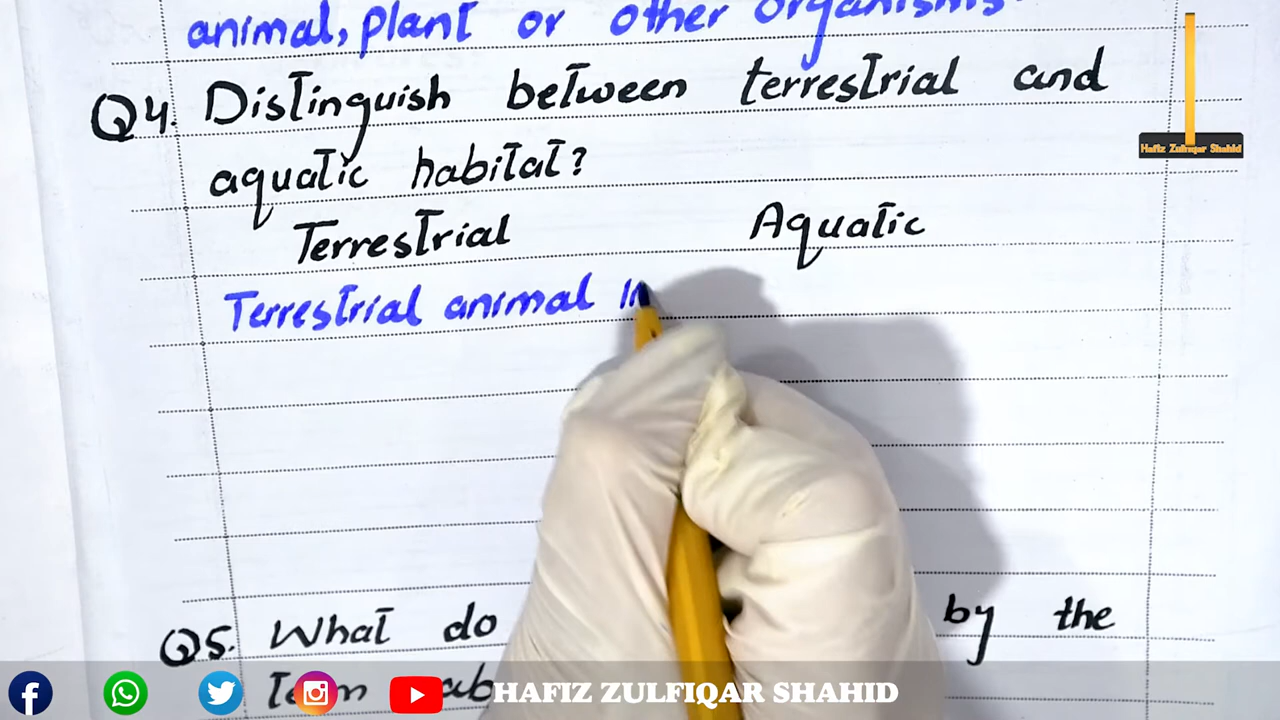 animal, plant or other organisms.
Q4. Distinguish between terrestrial and
aquatic habitat?
Terrestrial Aquatic
Terrestrial animal
Hafiz Zulfiqar Shahid
Q5. What do by the
HAFIZ ZULFIQAR SHAHID